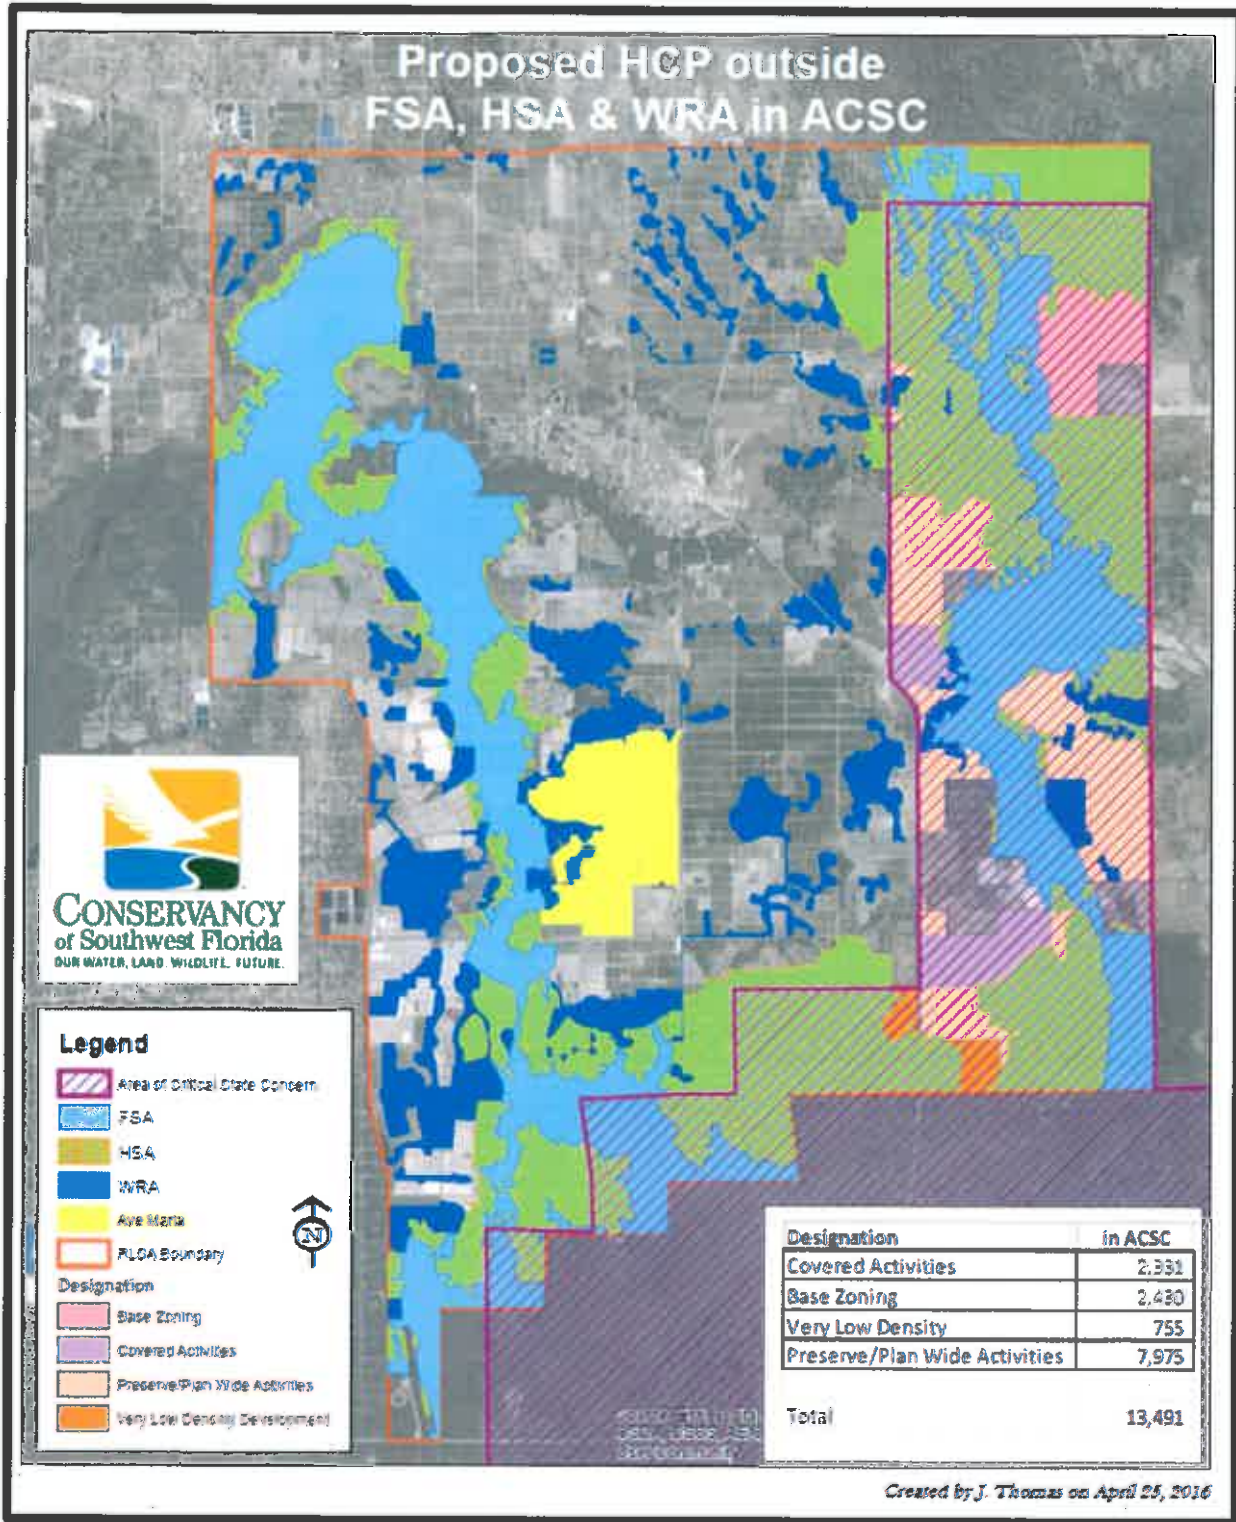 Proposed HCP outside
FSA, HSA & WRA in ACSC
CONSERVANCY
of Southwest Florida
OUR WATER, LAND, WILDLIFE, FUTURE.
Legend
Area of Critical State Concern
FSA
HSA
WRA
Ave Maria
RLSA Boundary
Designation
Base Zoning
Covered Activities
Preserve/Plan Wide Activities
Very Low Density Development
N
Designation in ACSC
Covered Activities 2,331
Base Zoning 2,430
Very Low Density 755
Preserve/Plan Wide Activities 7,975
Total 13,491
Created by J. Thomas on April 25, 2016